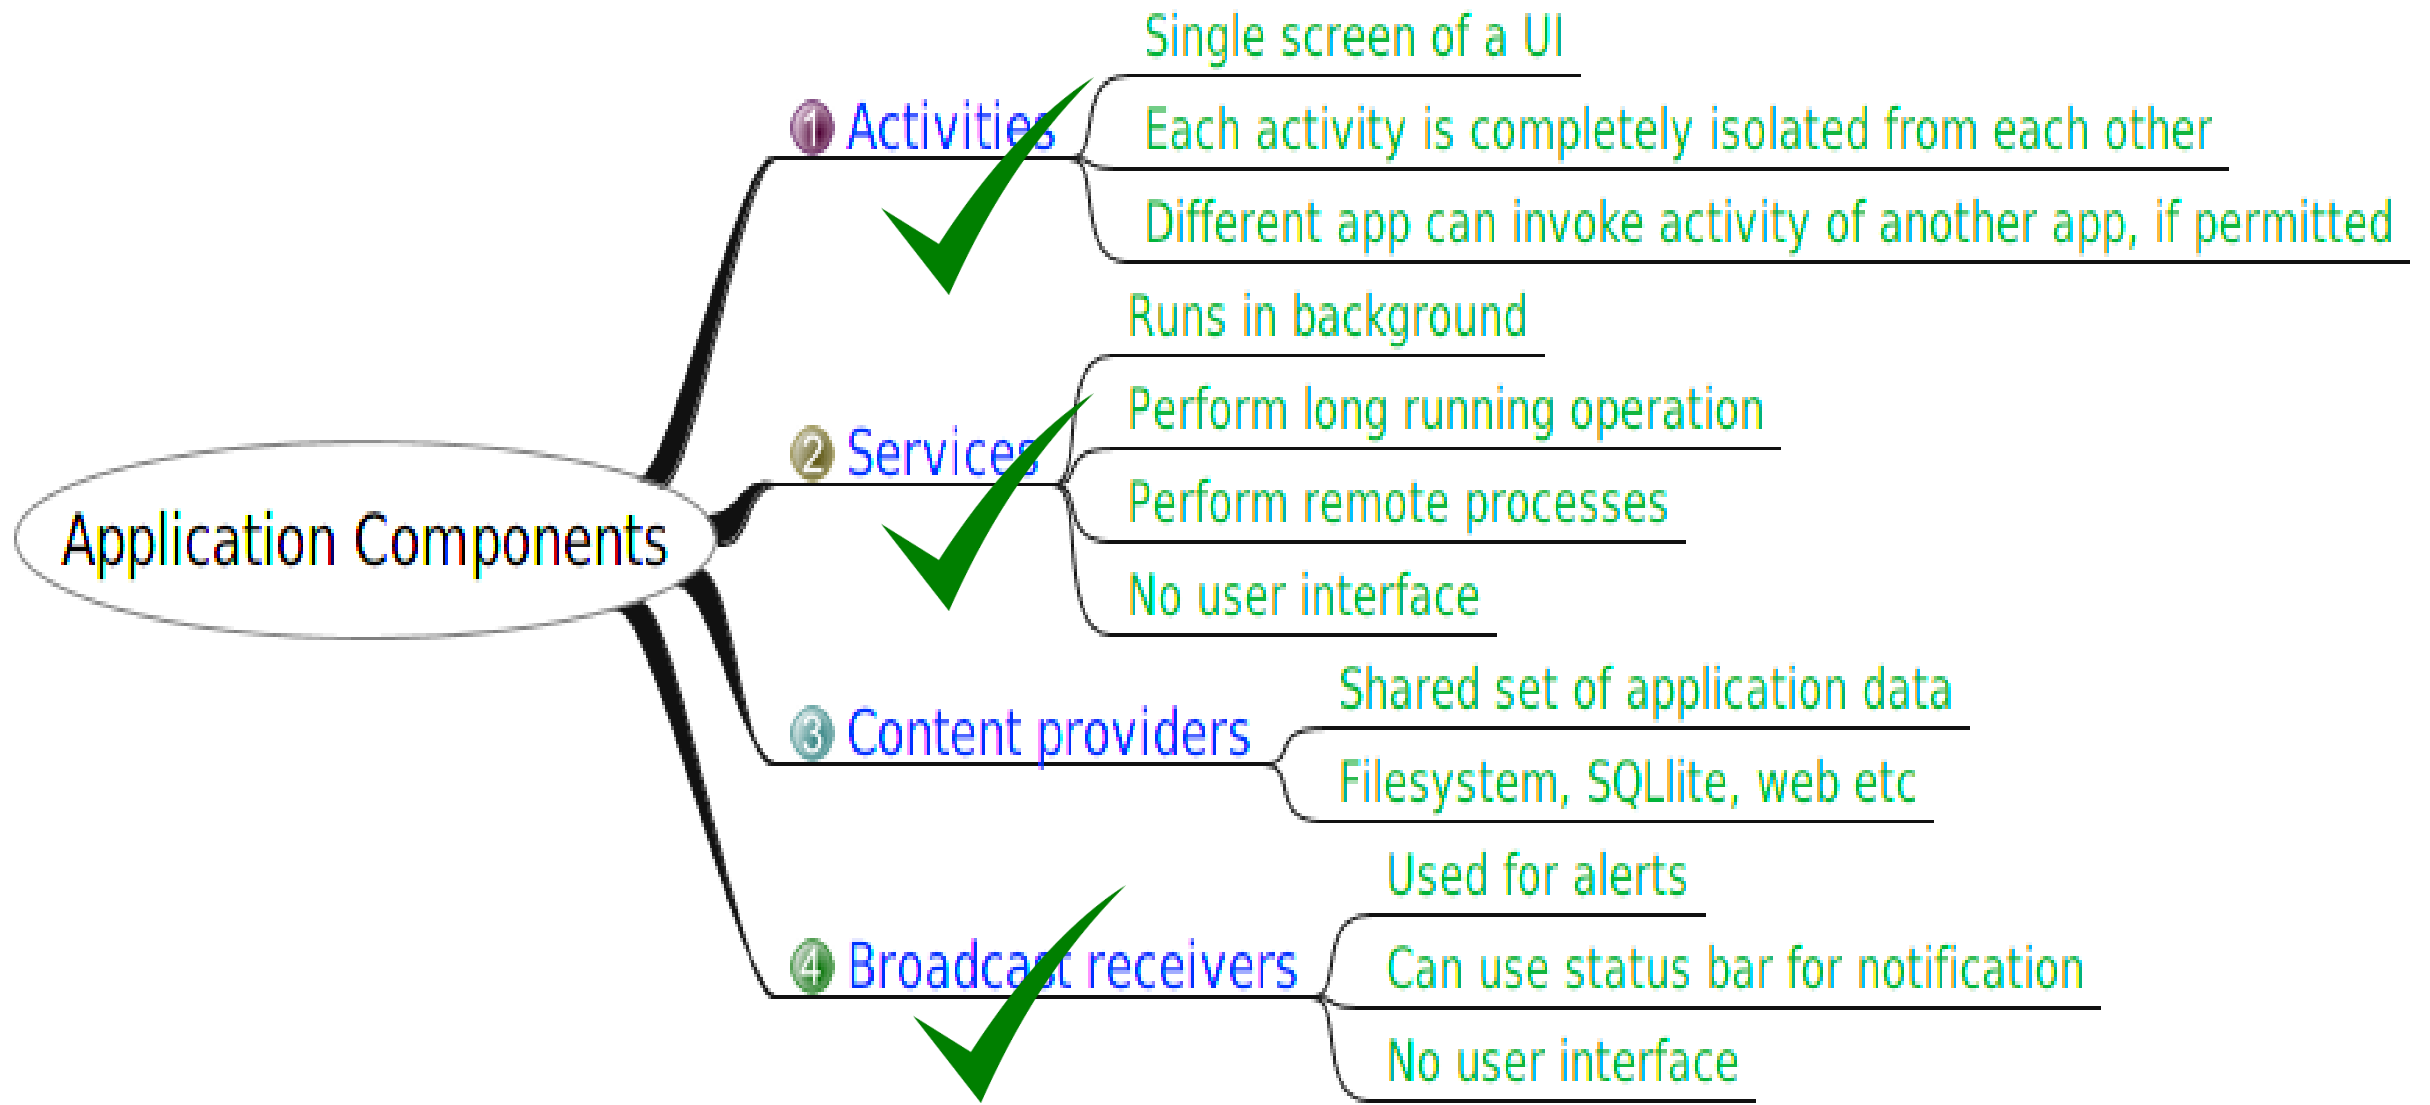 Single screen of a UI
1 Activities
Each activity is completely isolated from each other
Different app can invoke activity of another app, if permitted
Runs in background
Perform long running operation
2 Services
Perform remote processes
No user interface
Application Components
Shared set of application data
3 Content providers
Filesystem, SQLlite, web etc
Used for alerts
4 Broadcast receivers
Can use status bar for notification
No user interface